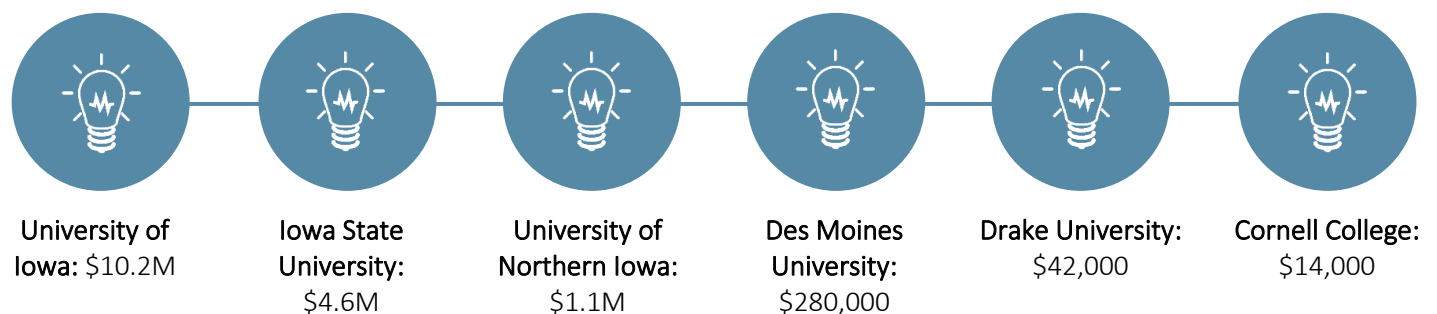 University of
Iowa: $10.2M
Iowa State
University:
$4.6M
University of
Northern Iowa:
$1.1M
Des Moines
University:
$280,000
Drake University:
$42,000
Cornell College:
$14,000